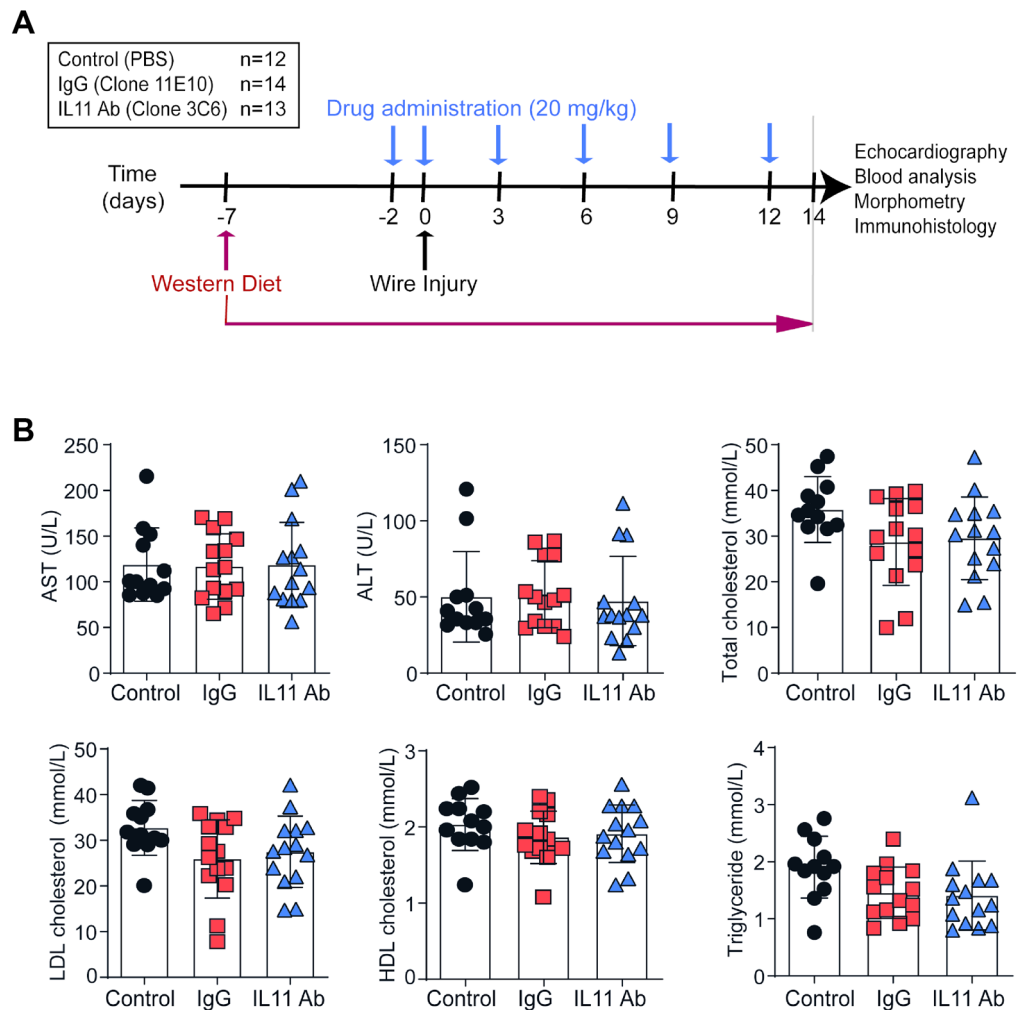 A
Control (PBS) n=12
IgG (Clone 11E10) n=14
IL11 Ab (Clone 3C6) n=13
Drug administration (20 mg/kg)
Time
(days)
-7 -2 0 3 6 9 12 14
Echocardiography
Blood analysis
Morphometry
Immunohistology
Western Diet
Wire Injury
B
AST (U/L)
250
200
150
100
50
0
Control IgG IL11 Ab
ALT (U/L)
150
100
50
0
Control IgG IL11 Ab
Total cholesterol (mmol/L)
50
40
30
20
10
0
Control IgG IL11 Ab
LDL cholesterol (mmol/L)
50
40
30
20
10
0
Control IgG IL11 Ab
HDL cholesterol (mmol/L)
3
2
1
0
Control IgG IL11 Ab
Triglyceride (mmol/L)
4
3
2
1
0
Control IgG IL11 Ab